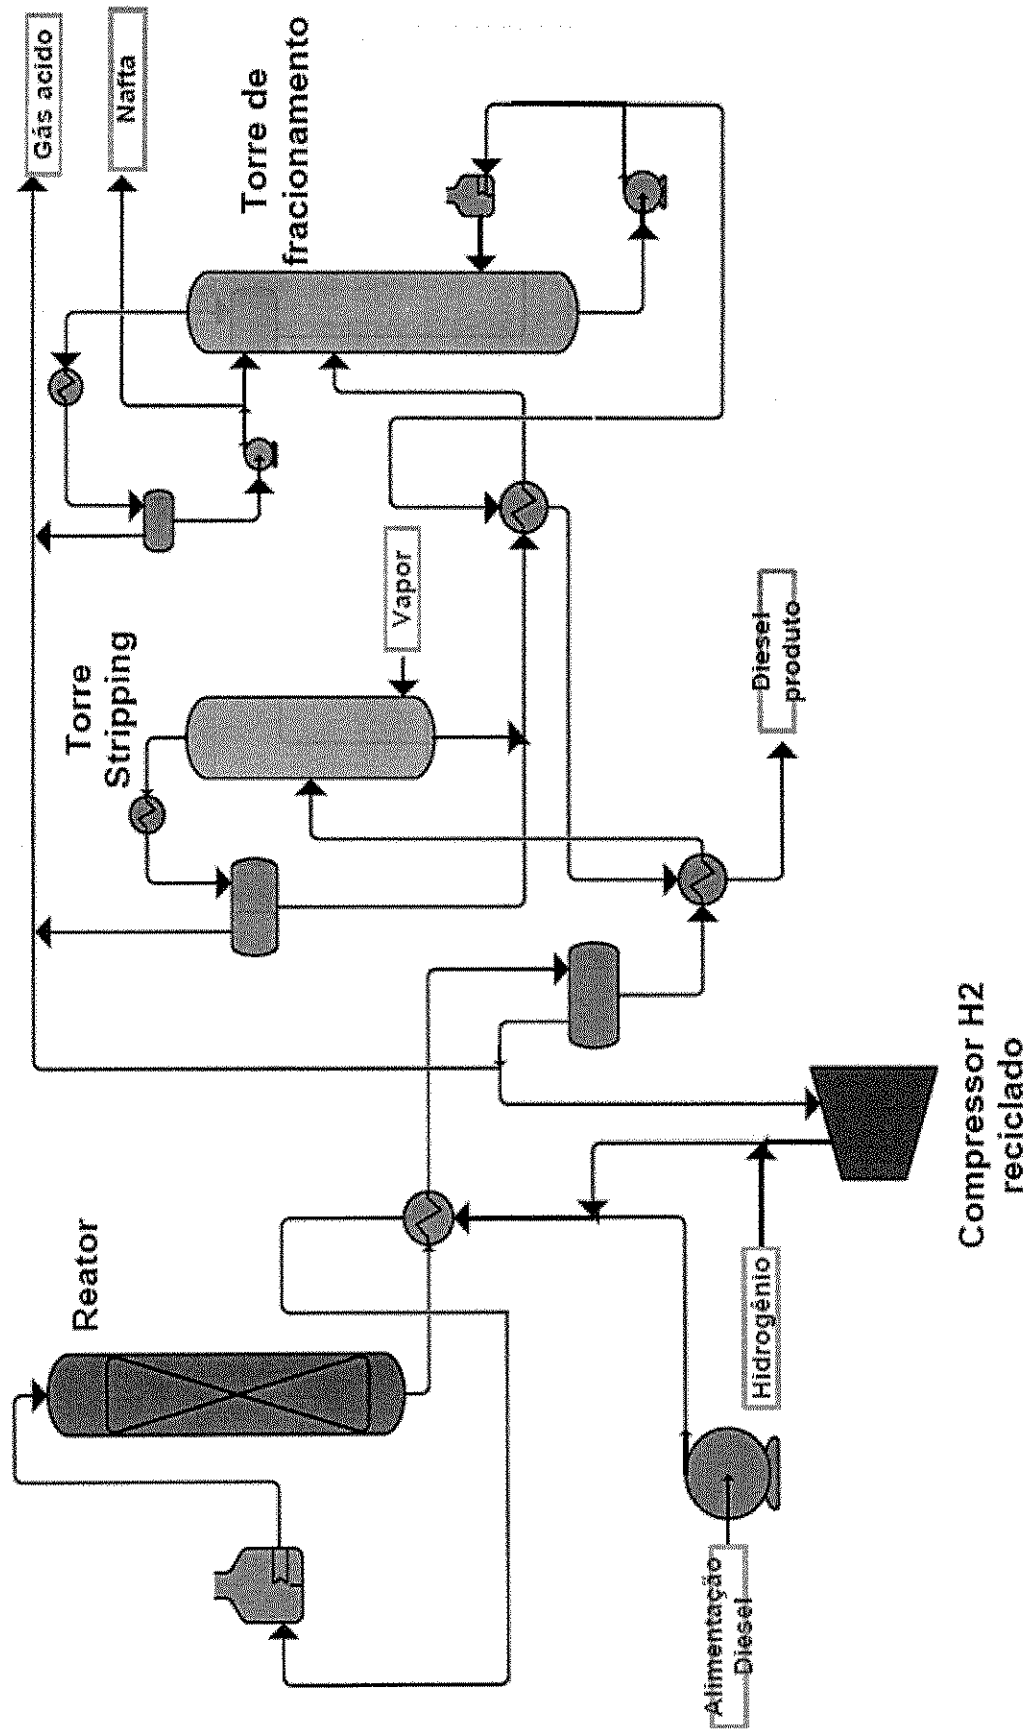 Gás acido
Nafta
Torre de
fracionamento
Torre
Stripping
Vapor
Diesel
produto
Reator
Compressor H2
reciclado
Hidrogênio
Alimentação
Diesel